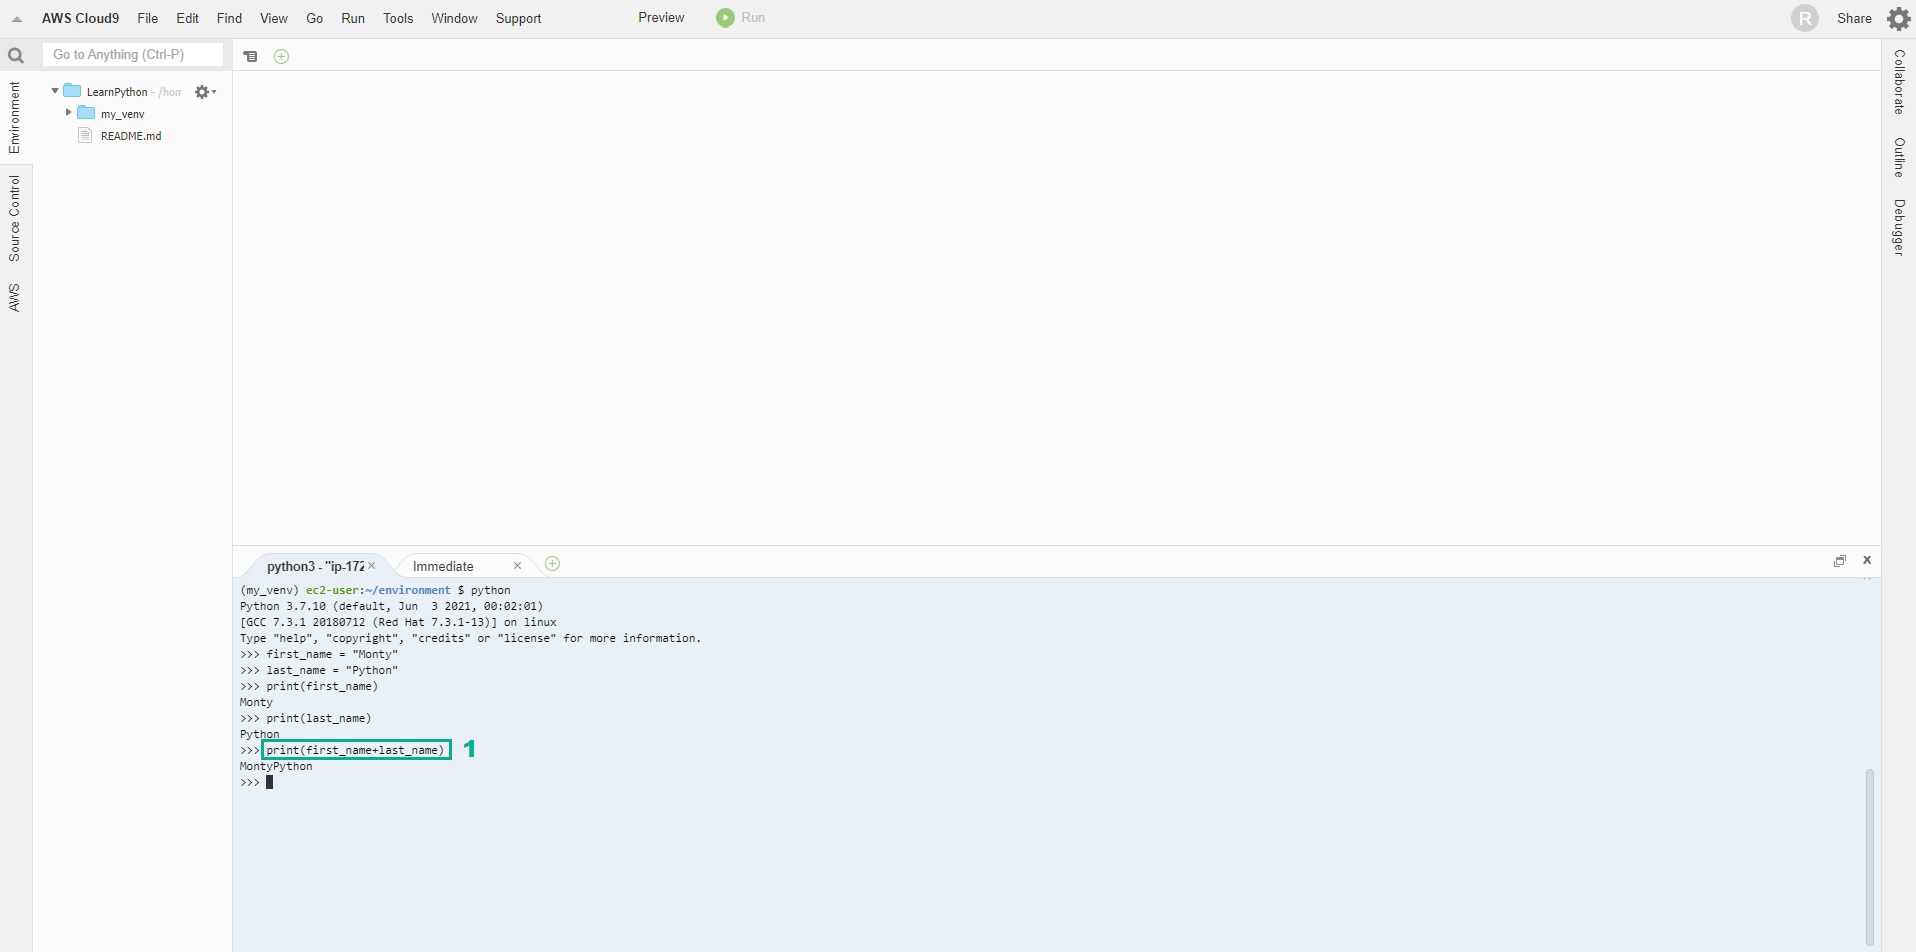 AWS Cloud9 File Edit Find View Go Run Tools Window Support Preview Run R Share
Go to Anything (Ctrl-P)
Environment
Source Control
AWS
LearnPython - /hom
my_venv
README.md
Collaborate
Outline
Debugger
python3 - "ip-172 × Immediate ×
(my_venv) ec2-user:~/environment $ python
Python 3.7.10 (default, Jun  3 2021, 00:02:01)
[GCC 7.3.1 20180712 (Red Hat 7.3.1-13)] on linux
Type "help", "copyright", "credits" or "license" for more information.
>>> first_name = "Monty"
>>> last_name = "Python"
>>> print(first_name)
Monty
>>> print(last_name)
Python
>>> print(first_name+last_name) 1
MontyPython
>>>